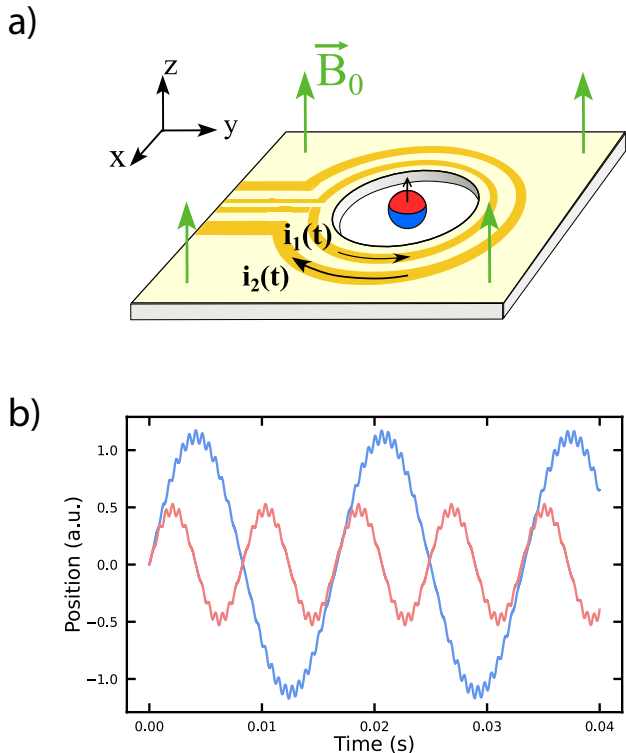 a)
z
y
x
B₀
i₁(t)
i₂(t)
b)
1.0
0.5
0.0
−0.5
−1.0
Position (a.u.)
0.00 0.01 0.02 0.03 0.04
Time (s)